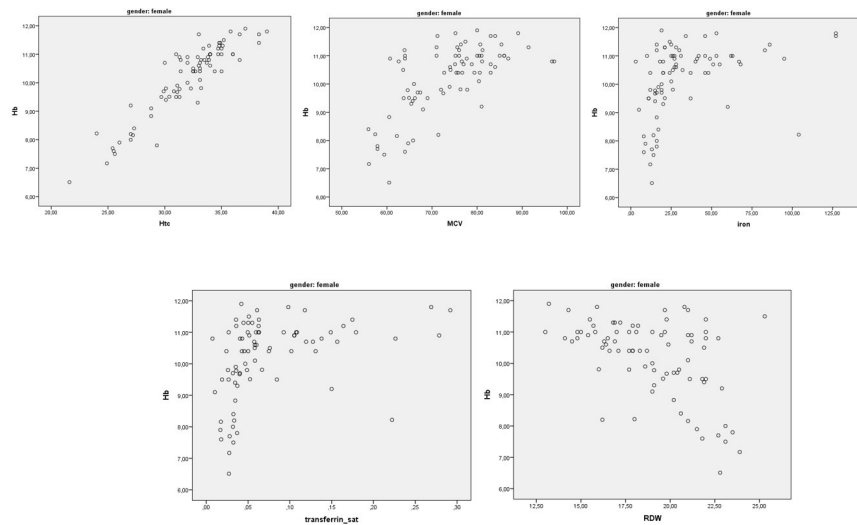 gender: female
Hb
12,00
11,00
10,00
9,00
8,00
7,00
6,00
20,00 25,00 30,00 35,00 40,00
Htc
gender: female
Hb
12,00
11,00
10,00
9,00
8,00
7,00
6,00
50,00 60,00 70,00 80,00 90,00 100,00
MCV
gender: female
Hb
12,00
11,00
10,00
9,00
8,00
7,00
6,00
,00 25,00 50,00 75,00 100,00 125,00
iron
gender: female
Hb
12,00
11,00
10,00
9,00
8,00
7,00
6,00
,00 ,05 ,10 ,15 ,20 ,25 ,30
transferrin_sat
gender: female
Hb
12,00
11,00
10,00
9,00
8,00
7,00
6,00
12,50 15,00 17,50 20,00 22,50 25,00
RDW